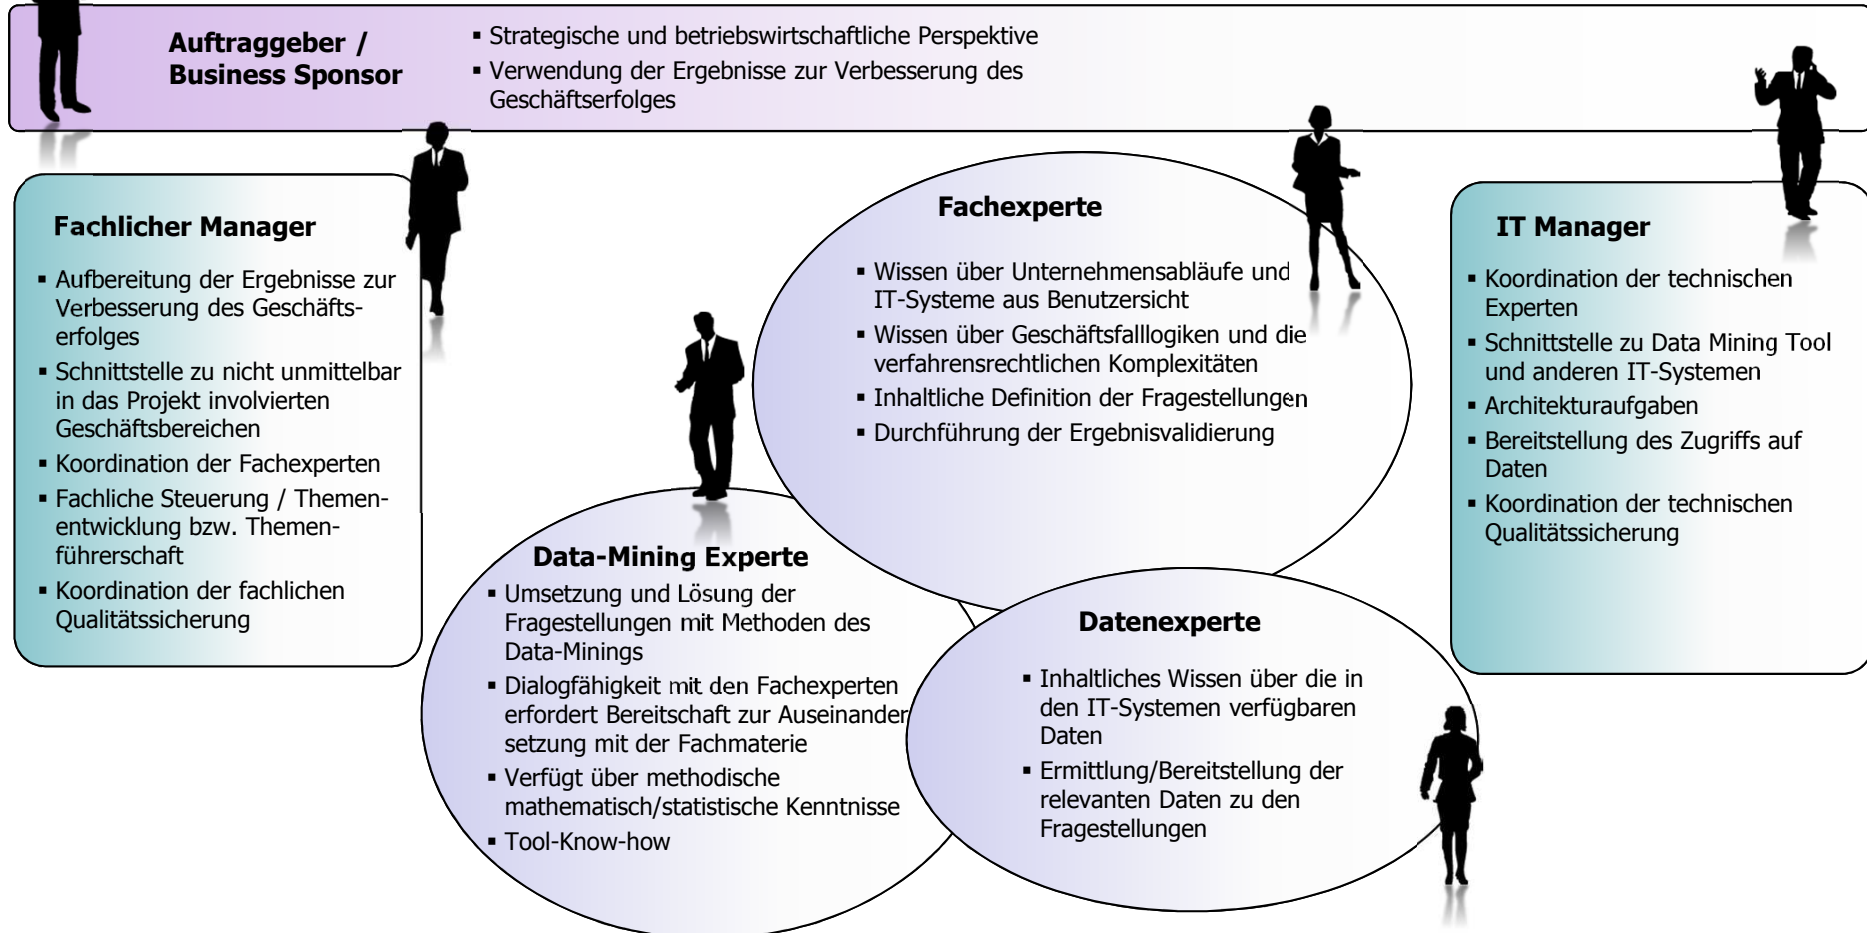 Auftraggeber /
Business Sponsor
▪ Strategische und betriebswirtschaftliche Perspektive
▪ Verwendung der Ergebnisse zur Verbesserung des
Geschäftserfolges
Fachlicher Manager
▪ Aufbereitung der Ergebnisse zur
Verbesserung des Geschäfts-
erfolges
▪ Schnittstelle zu nicht unmittelbar
in das Projekt involvierten
Geschäftsbereichen
▪ Koordination der Fachexperten
▪ Fachliche Steuerung / Themen-
entwicklung bzw. Themen-
führerschaft
▪ Koordination der fachlichen
Qualitätssicherung
Fachexperte
▪ Wissen über Unternehmensabläufe und
IT-Systeme aus Benutzersicht
▪ Wissen über Geschäftsfalllogiken und die
verfahrensrechtlichen Komplexitäten
▪ Inhaltliche Definition der Fragestellungen
▪ Durchführung der Ergebnisvalidierung
IT Manager
▪ Koordination der technischen
Experten
▪ Schnittstelle zu Data Mining Tool
und anderen IT-Systemen
▪ Architekturaufgaben
▪ Bereitstellung des Zugriffs auf
Daten
▪ Koordination der technischen
Qualitätssicherung
Data-Mining Experte
▪ Umsetzung und Lösung der
Fragestellungen mit Methoden des
Data-Minings
▪ Dialogfähigkeit mit den Fachexperten
erfordert Bereitschaft zur Auseinander
setzung mit der Fachmaterie
▪ Verfügt über methodische
mathematisch/statistische Kenntnisse
▪ Tool-Know-how
Datenexperte
▪ Inhaltliches Wissen über die in
den IT-Systemen verfügbaren
Daten
▪ Ermittlung/Bereitstellung der
relevanten Daten zu den
Fragestellungen